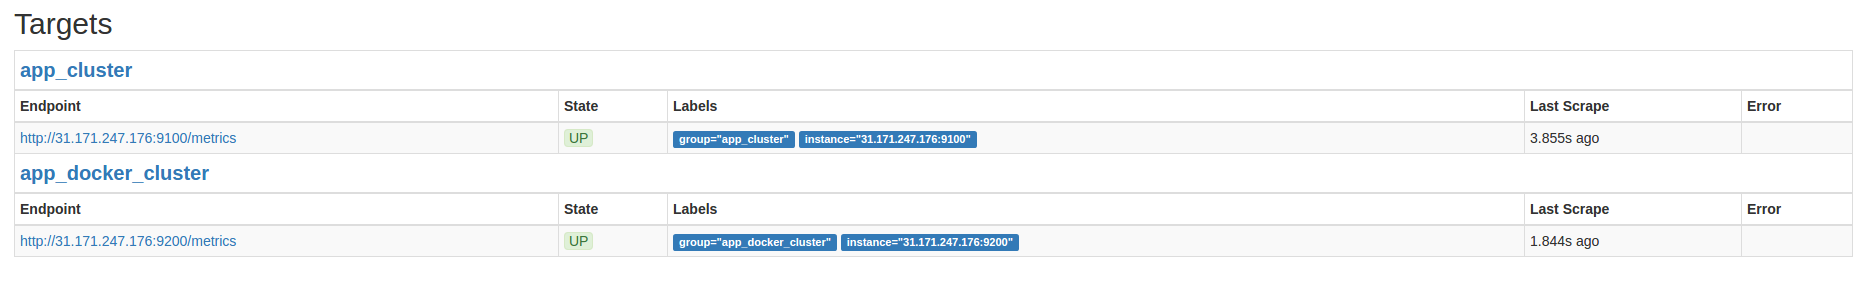 Targets
app_cluster
Endpoint State Labels Last Scrape Error
http://31.171.247.176:9100/metrics UP group="app_cluster" instance="31.171.247.176:9100" 3.855s ago
app_docker_cluster
Endpoint State Labels Last Scrape Error
http://31.171.247.176:9200/metrics UP group="app_docker_cluster" instance="31.171.247.176:9200" 1.844s ago